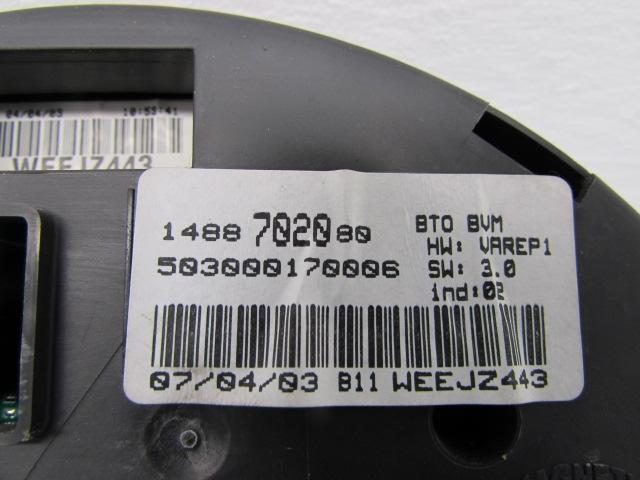 04/04/03 10:53:41
WEEJZ443
1488 7020 80 BTO BVM
HW: VAREP1
503000170006 SW: 3.0
ind:02
07/04/03 B11 WEEJZ443